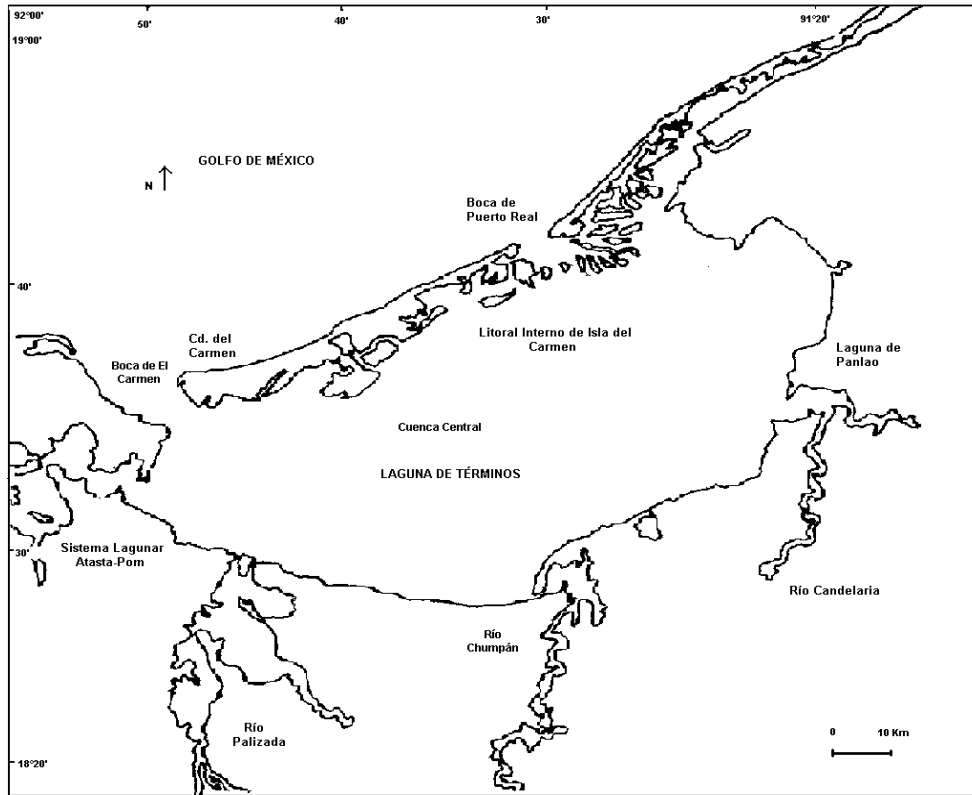 92°00'
50'
40'
30'
91°20'
19°00'
GOLFO DE MÉXICO
N
Boca de
Puerto Real
40'
Cd. del
Carmen
Litoral Interno de Isla del
Carmen
Boca de El
Carmen
Laguna de
Panlao
Cuenca Central
LAGUNA DE TÉRMINOS
30'
Sistema Lagunar
Atasta-Pom
Río Candelaria
Río
Chumpán
Río
Palizada
0 10 Km
18°20'